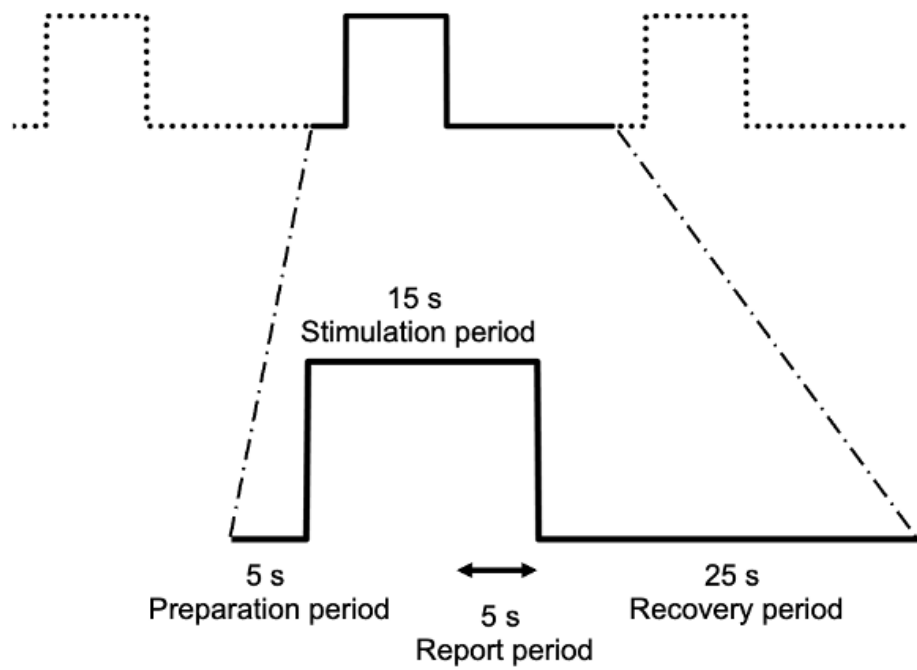 15 s
Stimulation period
5 s
Preparation period
5 s
Report period
25 s
Recovery period